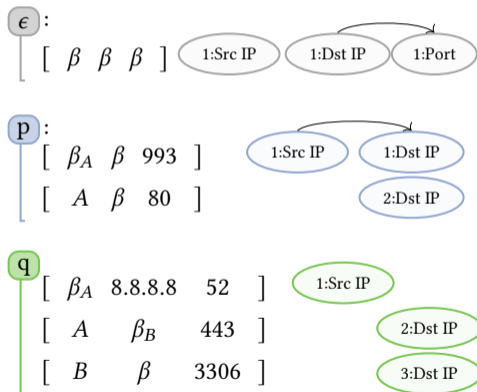 ϵ :
[ β β β ] 1:Src IP 1:Dst IP 1:Port
p :
[ β_A β 993 ] 1:Src IP 1:Dst IP
[ A β 80 ] 2:Dst IP
q
[ β_A 8.8.8.8 52 ] 1:Src IP
[ A β_B 443 ] 2:Dst IP
[ B β 3306 ] 3:Dst IP